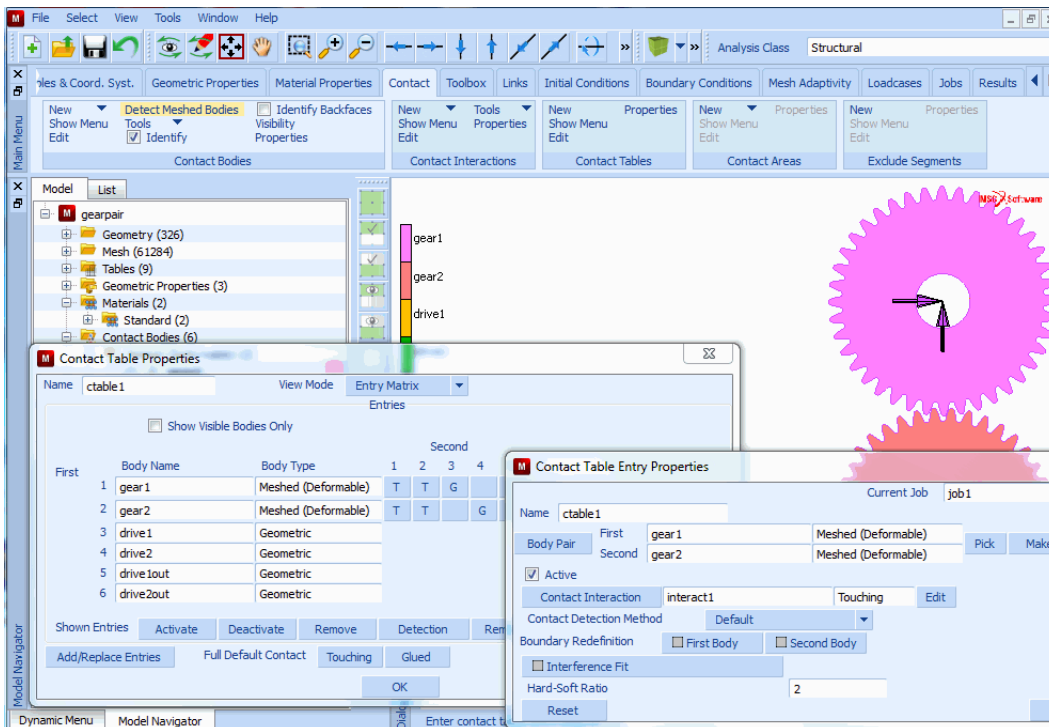 File Select View Tools Window Help
Analysis Class Structural
les & Coord. Syst. Geometric Properties Material Properties Contact Toolbox Links Initial Conditions Boundary Conditions Mesh Adaptivity Loadcases Jobs Results
New Detect Meshed Bodies Identify Backfaces New Tools New Properties New Properties New Properties
Show Menu Tools Visibility Show Menu Properties Show Menu Show Menu Show Menu
Edit Identify Properties Edit Edit Edit Edit
Contact Bodies Contact Interactions Contact Tables Contact Areas Exclude Segments
Main Menu
Model List
gearpair
Geometry (326)
Mesh (61284)
Tables (9)
Geometric Properties (3)
Materials (2)
Standard (2)
Contact Bodies (6)
gear1
gear2
drive1
MSC Software
Contact Table Properties
Name ctable1 View Mode Entry Matrix
Entries
Show Visible Bodies Only
Second
First Body Name Body Type 1 2 3 4
1 gear1 Meshed (Deformable) T T G
2 gear2 Meshed (Deformable) T T G
3 drive1 Geometric
4 drive2 Geometric
5 drive1out Geometric
6 drive2out Geometric
Shown Entries Activate Deactivate Remove Detection Rem
Add/Replace Entries Full Default Contact Touching Glued
OK
Contact Table Entry Properties
Current Job job1
Name ctable1
Body Pair First gear1 Meshed (Deformable) Pick Make
Second gear2 Meshed (Deformable)
Active
Contact Interaction interact1 Touching Edit
Contact Detection Method Default
Boundary Redefinition First Body Second Body
Interference Fit
Hard-Soft Ratio 2
Reset
Model Navigator
Dynamic Menu Model Navigator
Dialo
Enter contact t